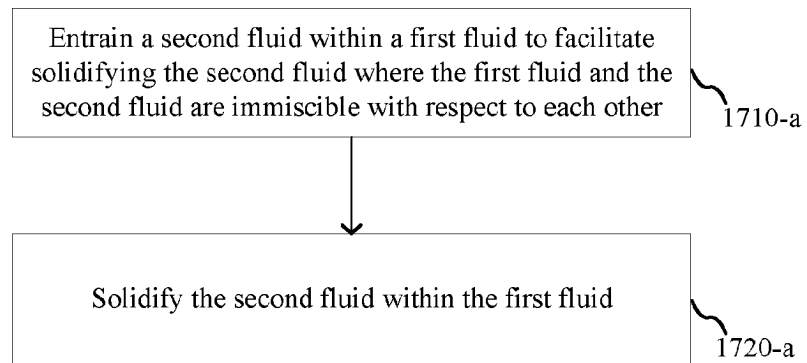 Entrain a second fluid within a first fluid to facilitate
solidifying the second fluid where the first fluid and the
second fluid are immiscible with respect to each other
1710-a
Solidify the second fluid within the first fluid
1720-a